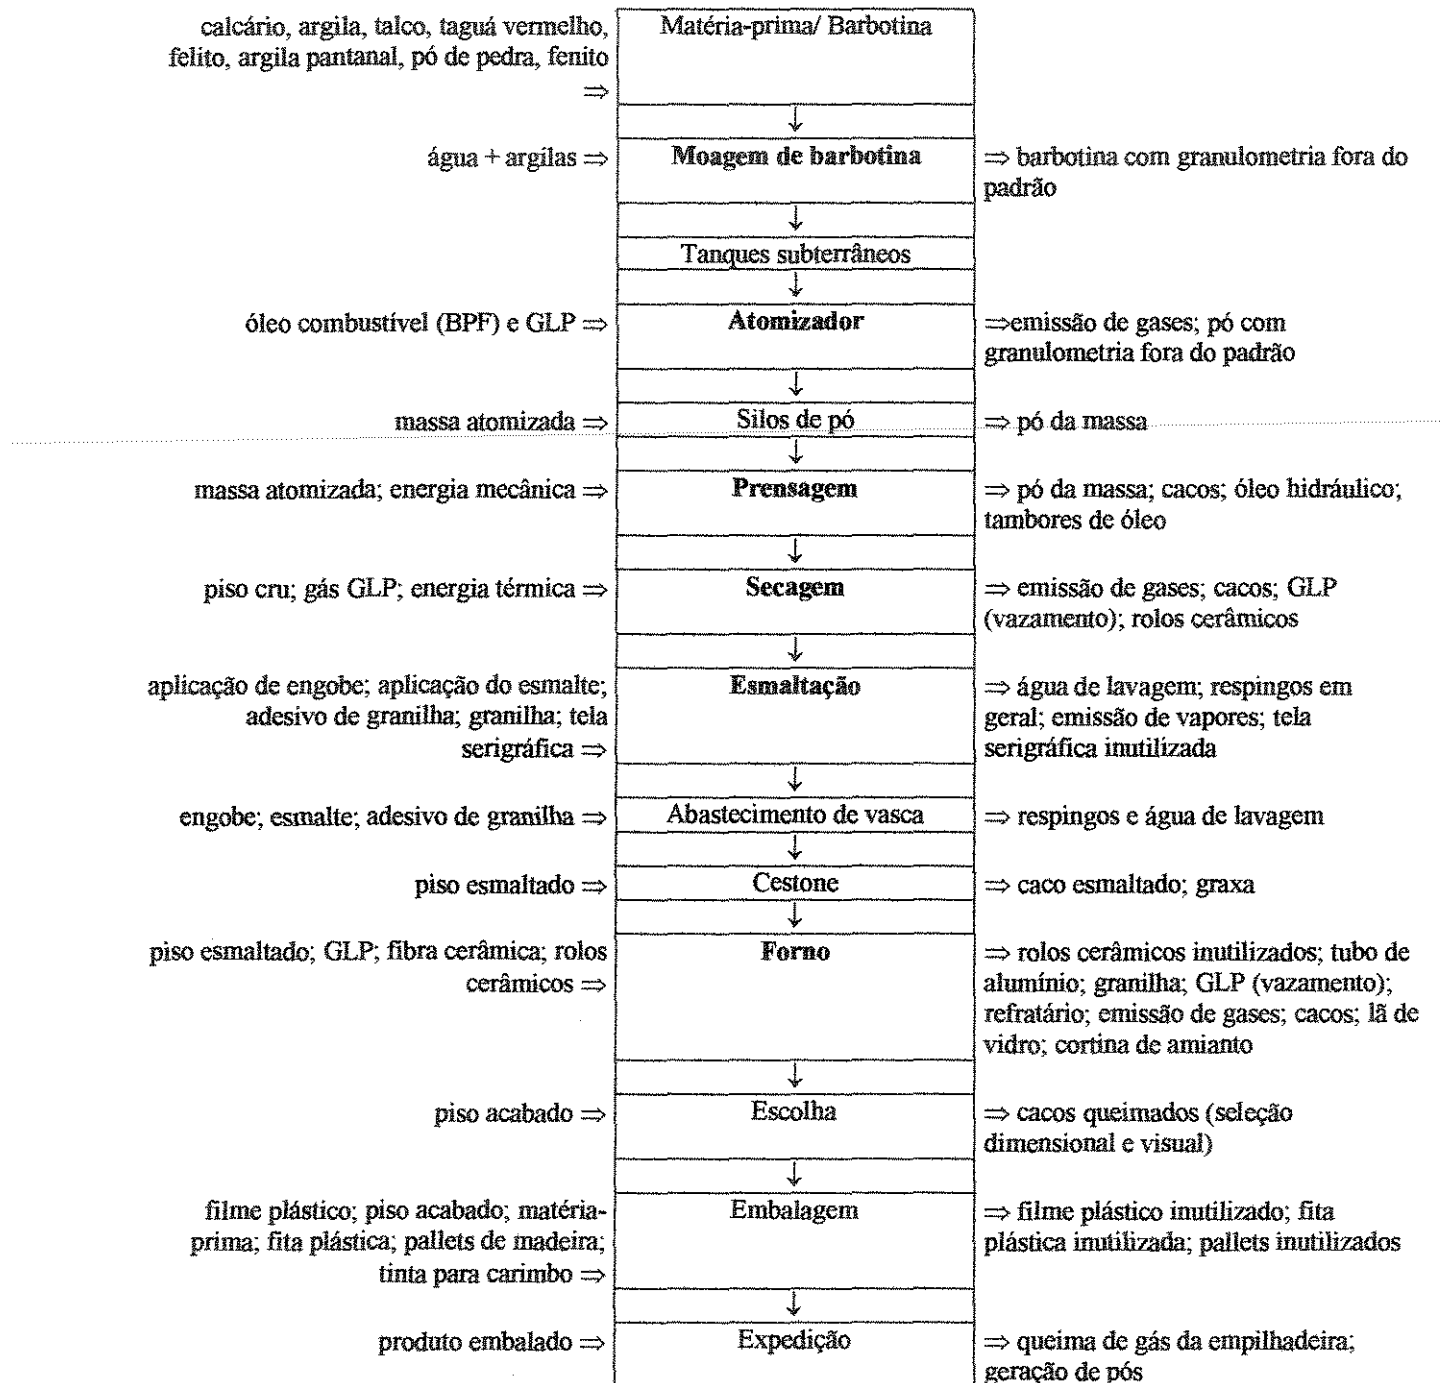 calcário, argila, talco, taguá vermelho,
felito, argila pantanal, pó de pedra, fenito
⇒
Matéria-prima/ Barbotina
↓
água + argilas ⇒
Moagem de barbotina
⇒ barbotina com granulometria fora do
padrão
↓
Tanques subterrâneos
↓
óleo combustível (BPF) e GLP ⇒
Atomizador
⇒emissão de gases; pó com
granulometria fora do padrão
↓
massa atomizada ⇒
Silos de pó
⇒ pó da massa
↓
massa atomizada; energia mecânica ⇒
Prensagem
⇒ pó da massa; cacos; óleo hidráulico;
tambores de óleo
↓
piso cru; gás GLP; energia térmica ⇒
Secagem
⇒ emissão de gases; cacos; GLP
(vazamento); rolos cerâmicos
↓
aplicação de engobe; aplicação do esmalte;
adesivo de granilha; granilha; tela
serigráfica ⇒
Esmaltação
⇒ água de lavagem; respingos em
geral; emissão de vapores; tela
serigráfica inutilizada
↓
engobe; esmalte; adesivo de granilha ⇒
Abastecimento de vasca
⇒ respingos e água de lavagem
↓
piso esmaltado ⇒
Cestone
⇒ caco esmaltado; graxa
↓
piso esmaltado; GLP; fibra cerâmica; rolos
cerâmicos ⇒
Forno
⇒ rolos cerâmicos inutilizados; tubo de
alumínio; granilha; GLP (vazamento);
refratário; emissão de gases; cacos; lã de
vidro; cortina de amianto
↓
piso acabado ⇒
Escolha
⇒ cacos queimados (seleção
dimensional e visual)
↓
filme plástico; piso acabado; matéria-
prima; fita plástica; pallets de madeira;
tinta para carimbo ⇒
Embalagem
⇒ filme plástico inutilizado; fita
plástica inutilizada; pallets inutilizados
↓
produto embalado ⇒
Expedição
⇒ queima de gás da empilhadeira;
geração de pós